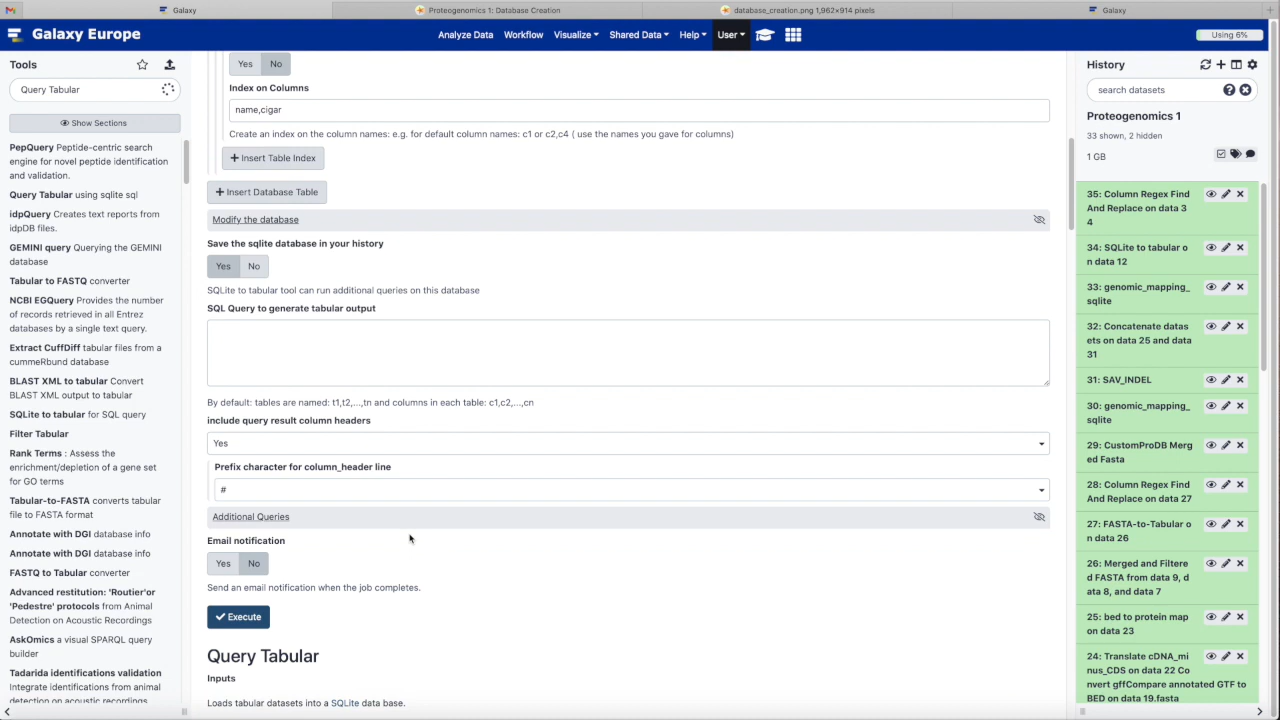 Galaxy
Proteogenomics 1: Database Creation
database_creation.png 1,962×914 pixels
Galaxy
Galaxy Europe
Analyze Data
Workflow
Visualize
Shared Data
Help
User
Using 6%
Tools
Query Tabular
Show Sections
PepQuery Peptide-centric search
engine for novel peptide identification
and validation.
Query Tabular using sqlite sql
idpQuery Creates text reports from
idpDB files.
GEMINI query Querying the GEMINI
database
Tabular to FASTQ converter
NCBI EGQuery Provides the number
of records retrieved in all Entrez
databases by a single text query.
Extract CuffDiff tabular files from a
cummeRbund database
BLAST XML to tabular Convert
BLAST XML output to tabular
SQLite to tabular for SQL query
Filter Tabular
Rank Terms : Assess the
enrichment/depletion of a gene set
for GO terms
Tabular-to-FASTA converts tabular
file to FASTA format
Annotate with DGI database info
Annotate with DGI database info
FASTQ to Tabular converter
Advanced restitution: 'Routier'or
'Pedestre' protocols from Animal
Detection on Acoustic Recordings
AskOmics a visual SPARQL query
builder
Tadarida identifications validation
Integrate identifications from animal
detection on acoustic recordings
Yes No
Index on Columns
name,cigar
Create an index on the column names: e.g. for default column names: c1 or c2,c4 ( use the names you gave for columns)
Insert Table Index
Insert Database Table
Modify the database
Save the sqlite database in your history
Yes No
SQLite to tabular tool can run additional queries on this database
SQL Query to generate tabular output
By default: tables are named: t1,t2,...,tn and columns in each table: c1,c2,...,cn
include query result column headers
Yes
Prefix character for column_header line
#
Additional Queries
Email notification
Yes No
Send an email notification when the job completes.
Execute
Query Tabular
Inputs
Loads tabular datasets into a SQLite data base.
History
search datasets
Proteogenomics 1
33 shown, 2 hidden
1 GB
35: Column Regex Find
And Replace on data 3
4
34: SQLite to tabular o
n data 12
33: genomic_mapping_
sqlite
32: Concatenate datas
ets on data 25 and data
31
31: SAV_INDEL
30: genomic_mapping_
sqlite
29: CustomProDB Merg
ed Fasta
28: Column Regex Find
And Replace on data 27
27: FASTA-to-Tabular o
n data 26
26: Merged and Filtere
d FASTA from data 9, d
ata 8, and data 7
25: bed to protein map
on data 23
24: Translate cDNA_mi
nus_CDS on data 22 Co
nvert gffCompare annotated GTF to
BED on data 19.fasta